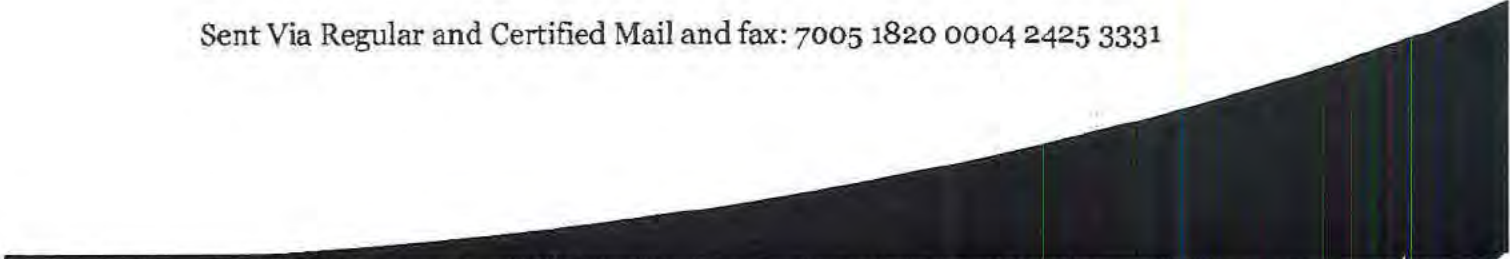 Sent Via Regular and Certified Mail and fax: 7005 1820 0004 2425 3331